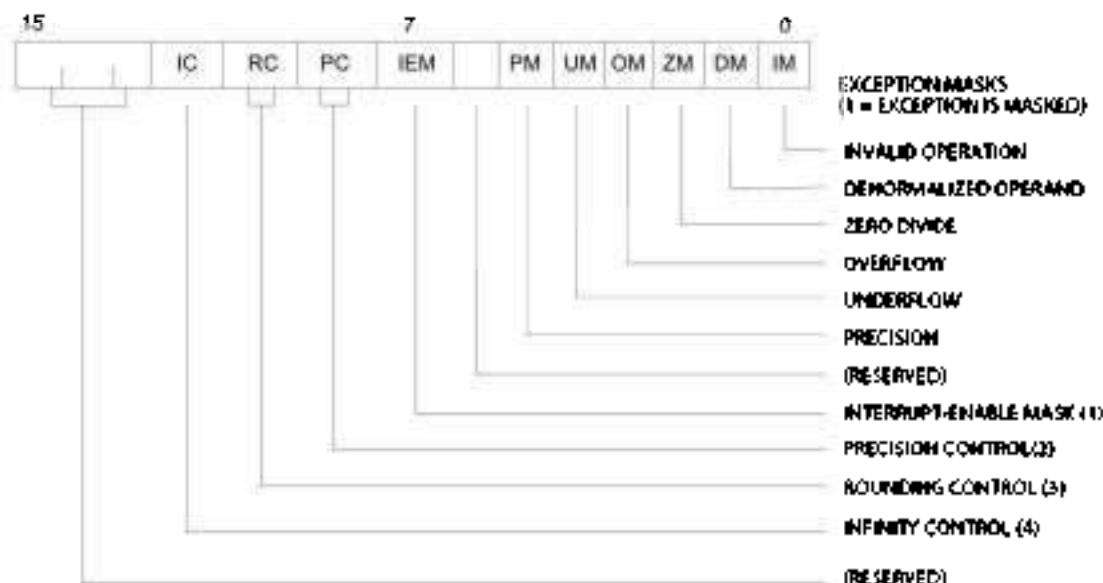 15 7 0
IC RC PC IEM PM UM OM ZM DM IM
EXCEPTION MASKS
(1 = EXCEPTION IS MASKED)
INVALID OPERATION
DENORMALIZED OPERAND
ZERO DIVIDE
OVERFLOW
UNDERFLOW
PRECISION
(RESERVED)
INTERRUPT-ENABLE MASK (1)
PRECISION CONTROL(2)
ROUNDING CONTROL (3)
INFINITY CONTROL (4)
(RESERVED)